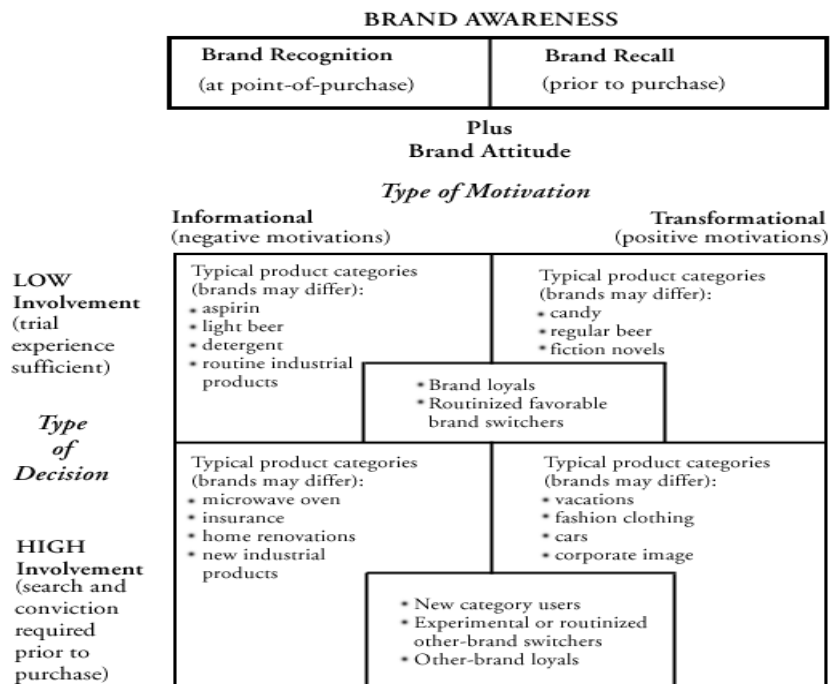 BRAND AWARENESS
Brand Recognition
(at point-of-purchase)
Brand Recall
(prior to purchase)
Plus
Brand Attitude
Type of Motivation
Informational
(negative motivations)
Transformational
(positive motivations)
LOW
Involvement
(trial
experience
sufficient)
Typical product categories
(brands may differ):
• aspirin
• light beer
• detergent
• routine industrial
products
Typical product categories
(brands may differ):
• candy
• regular beer
• fiction novels
• Brand loyals
• Routinized favorable
brand switchers
Type
of
Decision
HIGH
Involvement
(search and
conviction
required
prior to
purchase)
Typical product categories
(brands may differ):
• microwave oven
• insurance
• home renovations
• new industrial
products
Typical product categories
(brands may differ):
• vacations
• fashion clothing
• cars
• corporate image
• New category users
• Experimental or routinized
other-brand switchers
• Other-brand loyals